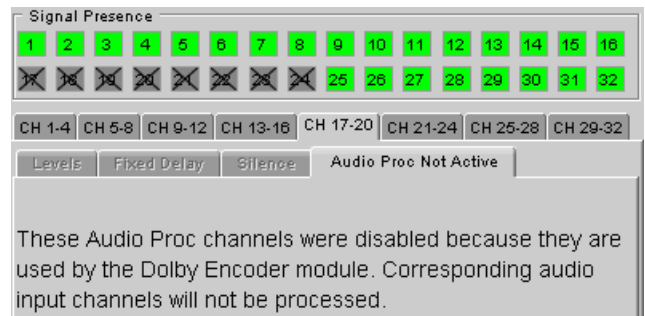 Signal Presence
1 2 3 4 5 6 7 8 9 10 11 12 13 14 15 16
17 18 19 20 21 22 23 24 25 26 27 28 29 30 31 32
CH 1-4 CH 5-8 CH 9-12 CH 13-16 CH 17-20 CH 21-24 CH 25-28 CH 29-32
Levels Fixed Delay Silence Audio Proc Not Active
These Audio Proc channels were disabled because they are
used by the Dolby Encoder module. Corresponding audio
input channels will not be processed.